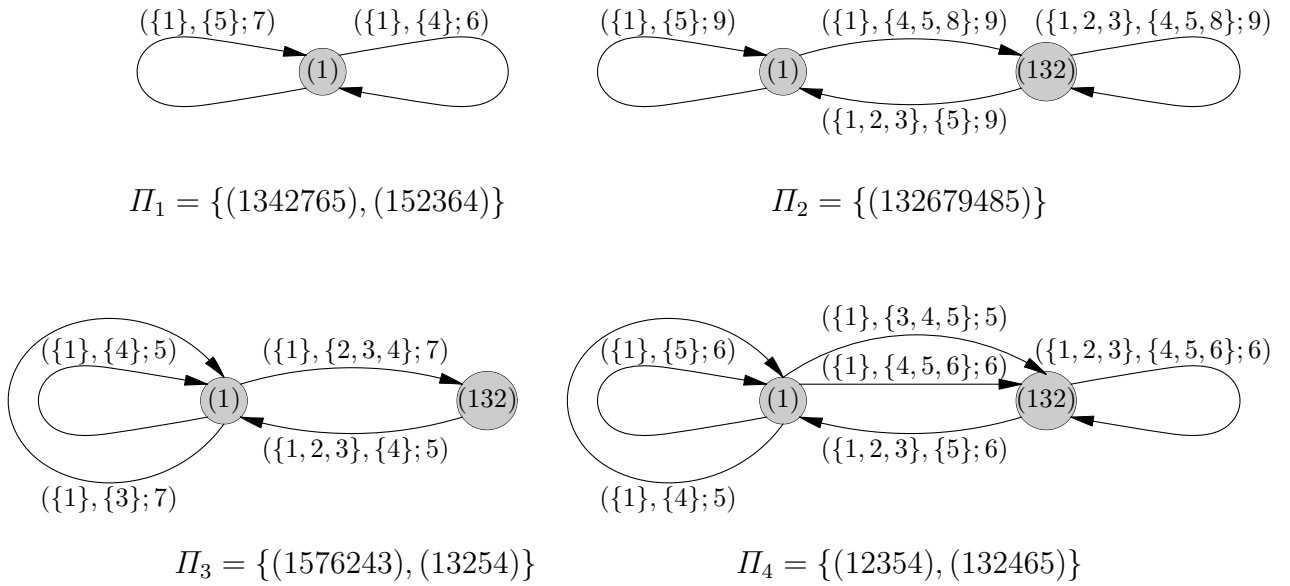 ({1}, {5}; 7) ({1}, {4}; 6) ({1}, {5}; 9) ({1}, {4, 5, 8}; 9) ({1, 2, 3}, {4, 5, 8}; 9)
(1) (1) (132)
({1, 2, 3}, {5}; 9)
Π₁ = {(1342765), (152364)} Π₂ = {(132679485)}
({1}, {3, 4, 5}; 5)
({1}, {4}; 5) ({1}, {2, 3, 4}; 7) ({1}, {5}; 6) ({1}, {4, 5, 6}; 6) ({1, 2, 3}, {4, 5, 6}; 6)
(1) (132) (1) (132)
({1, 2, 3}, {4}; 5) ({1, 2, 3}, {5}; 6)
({1}, {3}; 7) ({1}, {4}; 5)
Π₃ = {(1576243), (13254)} Π₄ = {(12354), (132465)}